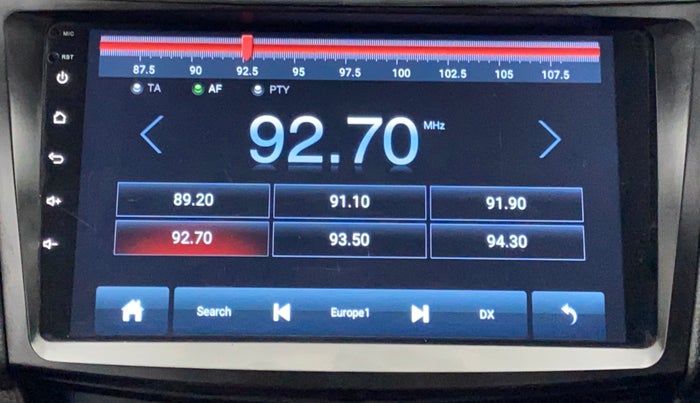 MIC
RST
87.5 90 92.5 95 97.5 100 102.5 105 107.5
TA AF PTY
92.70 MHz
89.20 91.10 91.90
92.70 93.50 94.30
Search Europe1 DX